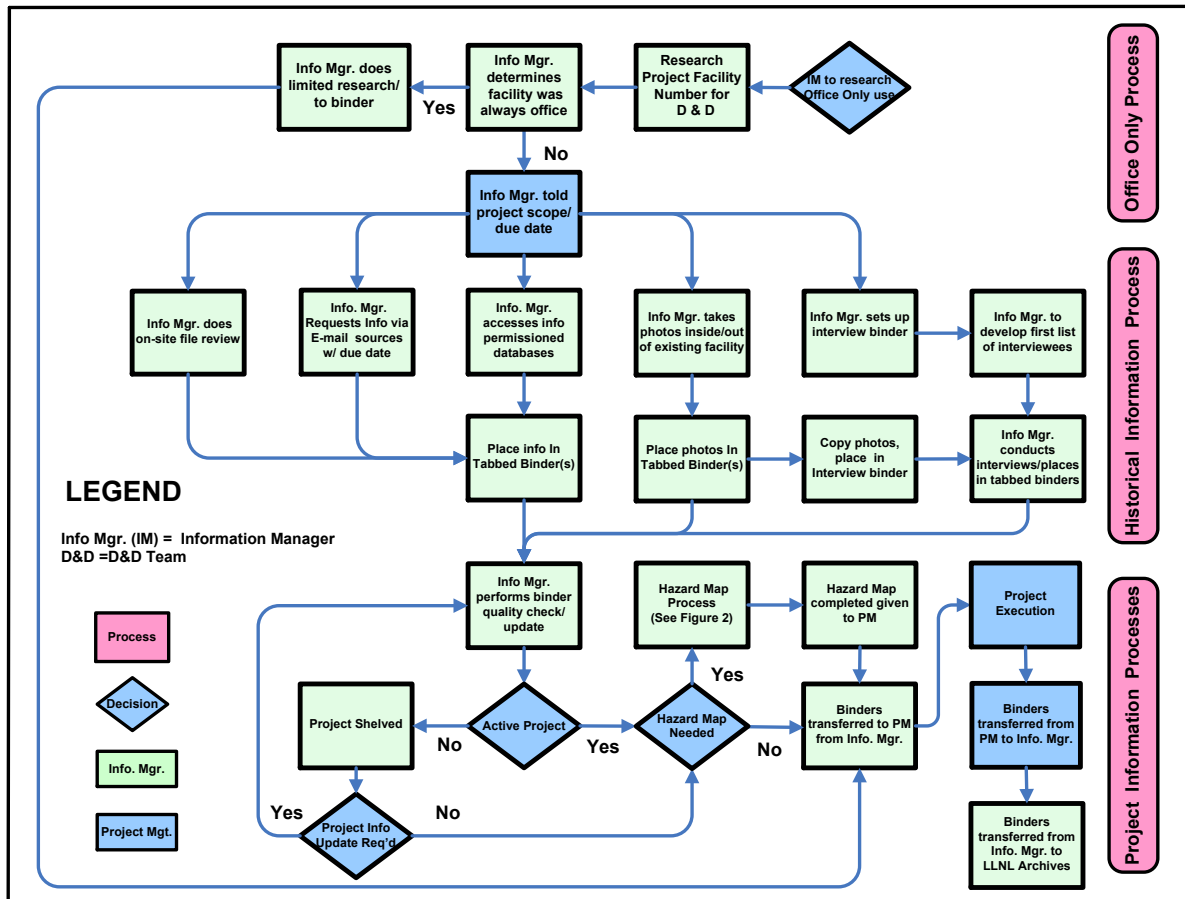 Info Mgr. does
limited research/
to binder
Yes
Info Mgr.
determines
facility was
always office
Research
Project Facility
Number for
D & D
IM to research
Office Only use
Office Only Process
No
Info Mgr. told
project scope/
due date
Info Mgr. does
on-site file review
Info. Mgr.
Requests Info via
E-mail sources
w/ due date
Info. Mgr.
accesses info
permissioned
databases
Info Mgr. takes
photos inside/out
of existing facility
Info Mgr. sets up
interview binder
Info Mgr. to
develop first list
of interviewees
Historical Information Process
Place info In
Tabbed Binder(s)
Place photos In
Tabbed Binder(s)
Copy photos,
place in
Interview binder
Info Mgr.
conducts
interviews/places
in tabbed binders
LEGEND
Info Mgr. (IM) = Information Manager
D&D =D&D Team
Process
Decision
Info. Mgr.
Project Mgt.
Info Mgr.
performs binder
quality check/
update
Hazard Map
Process
(See Figure 2)
Hazard Map
completed given
to PM
Project
Execution
Yes
Project Shelved
No
Active Project
Yes
Hazard Map
Needed
No
Binders
transferred to PM
from Info. Mgr.
Binders
transferred from
PM to Info. Mgr.
Yes
Project Info
Update Req'd
No
Binders
transferred from
Info. Mgr. to
LLNL Archives
Project Information Processes